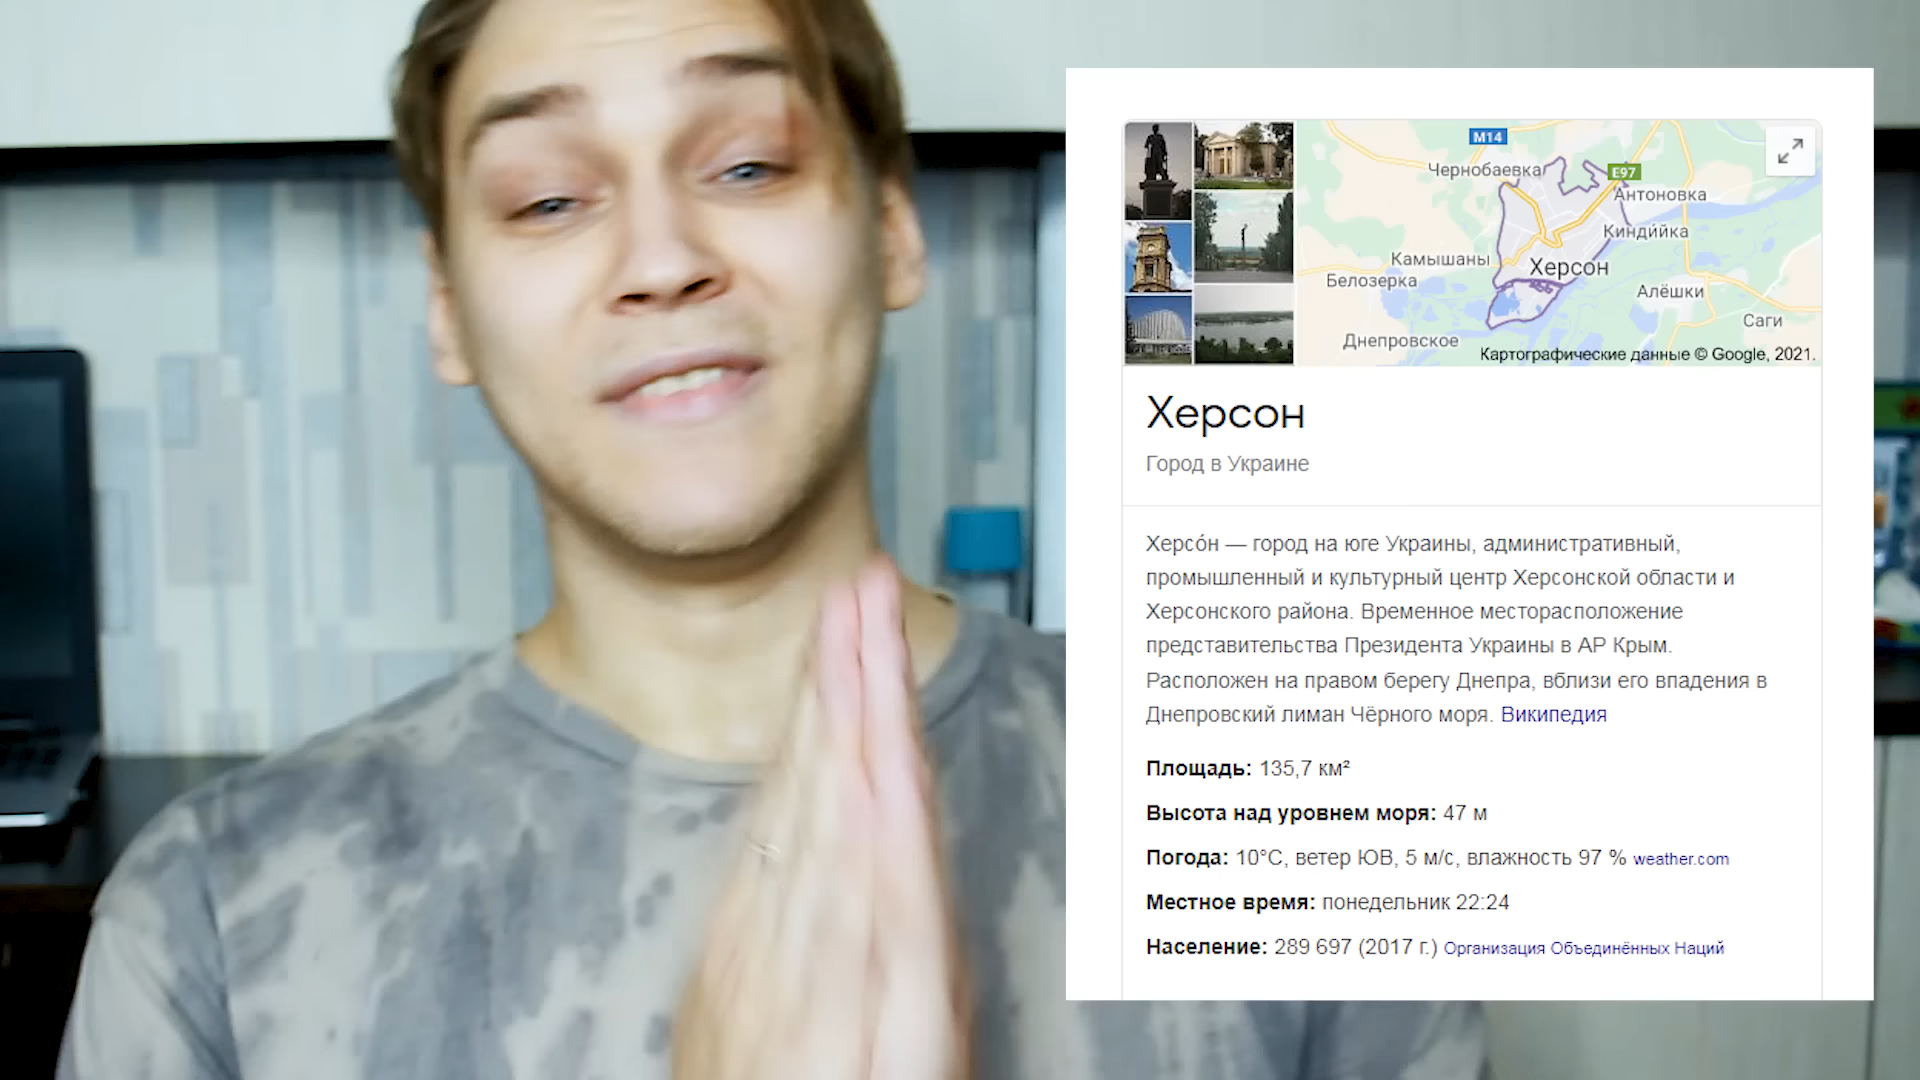 M14
Чернобаевка
E97
Антоновка
Киндийка
Камышаны
Херсон
Белозерка
Алёшки
Саги
Днепровское
Картографические данные © Google, 2021.
Херсон
Город в Украине
Херсо́н — город на юге Украины, административный,
промышленный и культурный центр Херсонской области и
Херсонского района. Временное месторасположение
представительства Президента Украины в АР Крым.
Расположен на правом берегу Днепра, вблизи его впадения в
Днепровский лиман Чёрного моря. Википедия
Площадь: 135,7 км²
Высота над уровнем моря: 47 м
Погода: 10°C, ветер ЮВ, 5 м/с, влажность 97 % weather.com
Местное время: понедельник 22:24
Население: 289 697 (2017 г.) Организация Объединённых Наций